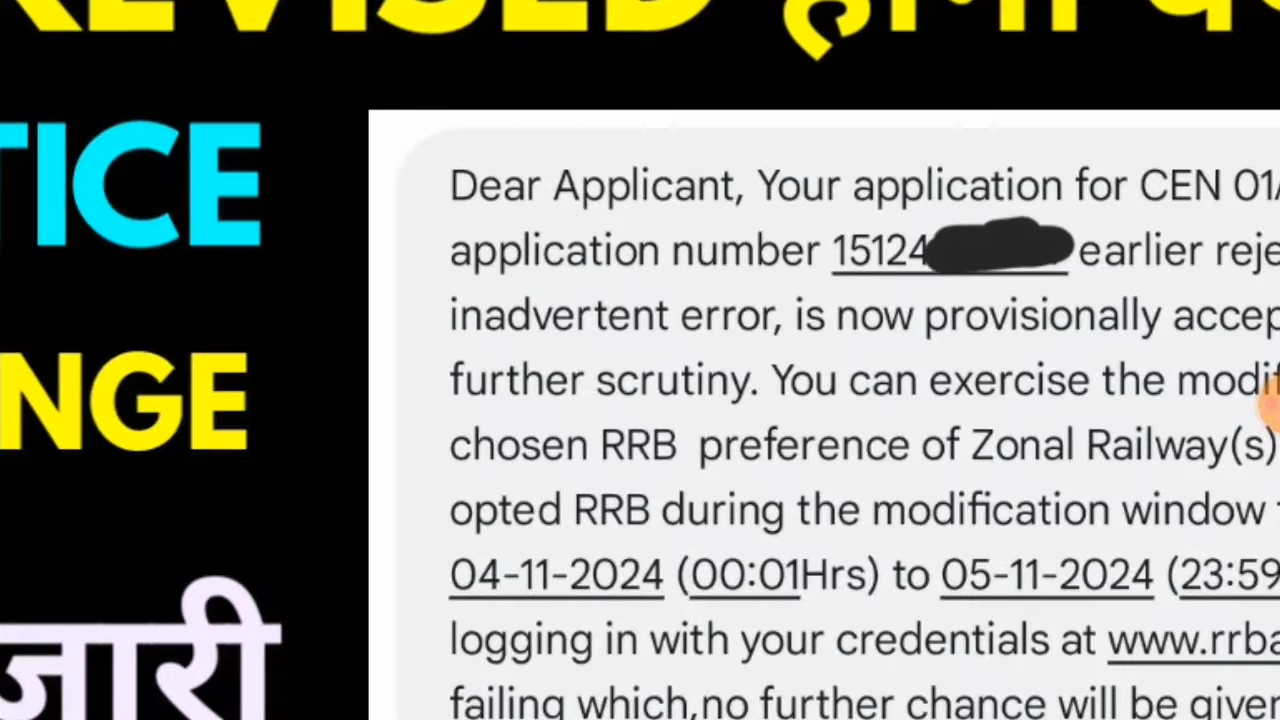 REVISED होगा
TICE
NGE
जारी
Dear Applicant, Your application for CEN 01/
application number 15124 earlier reje
inadvertent error, is now provisionally accep
further scrutiny. You can exercise the modif
chosen RRB preference of Zonal Railway(s)
opted RRB during the modification window
04-11-2024 (00:01Hrs) to 05-11-2024 (23:59
logging in with your credentials at www.rrba
failing which,no further chance will be given